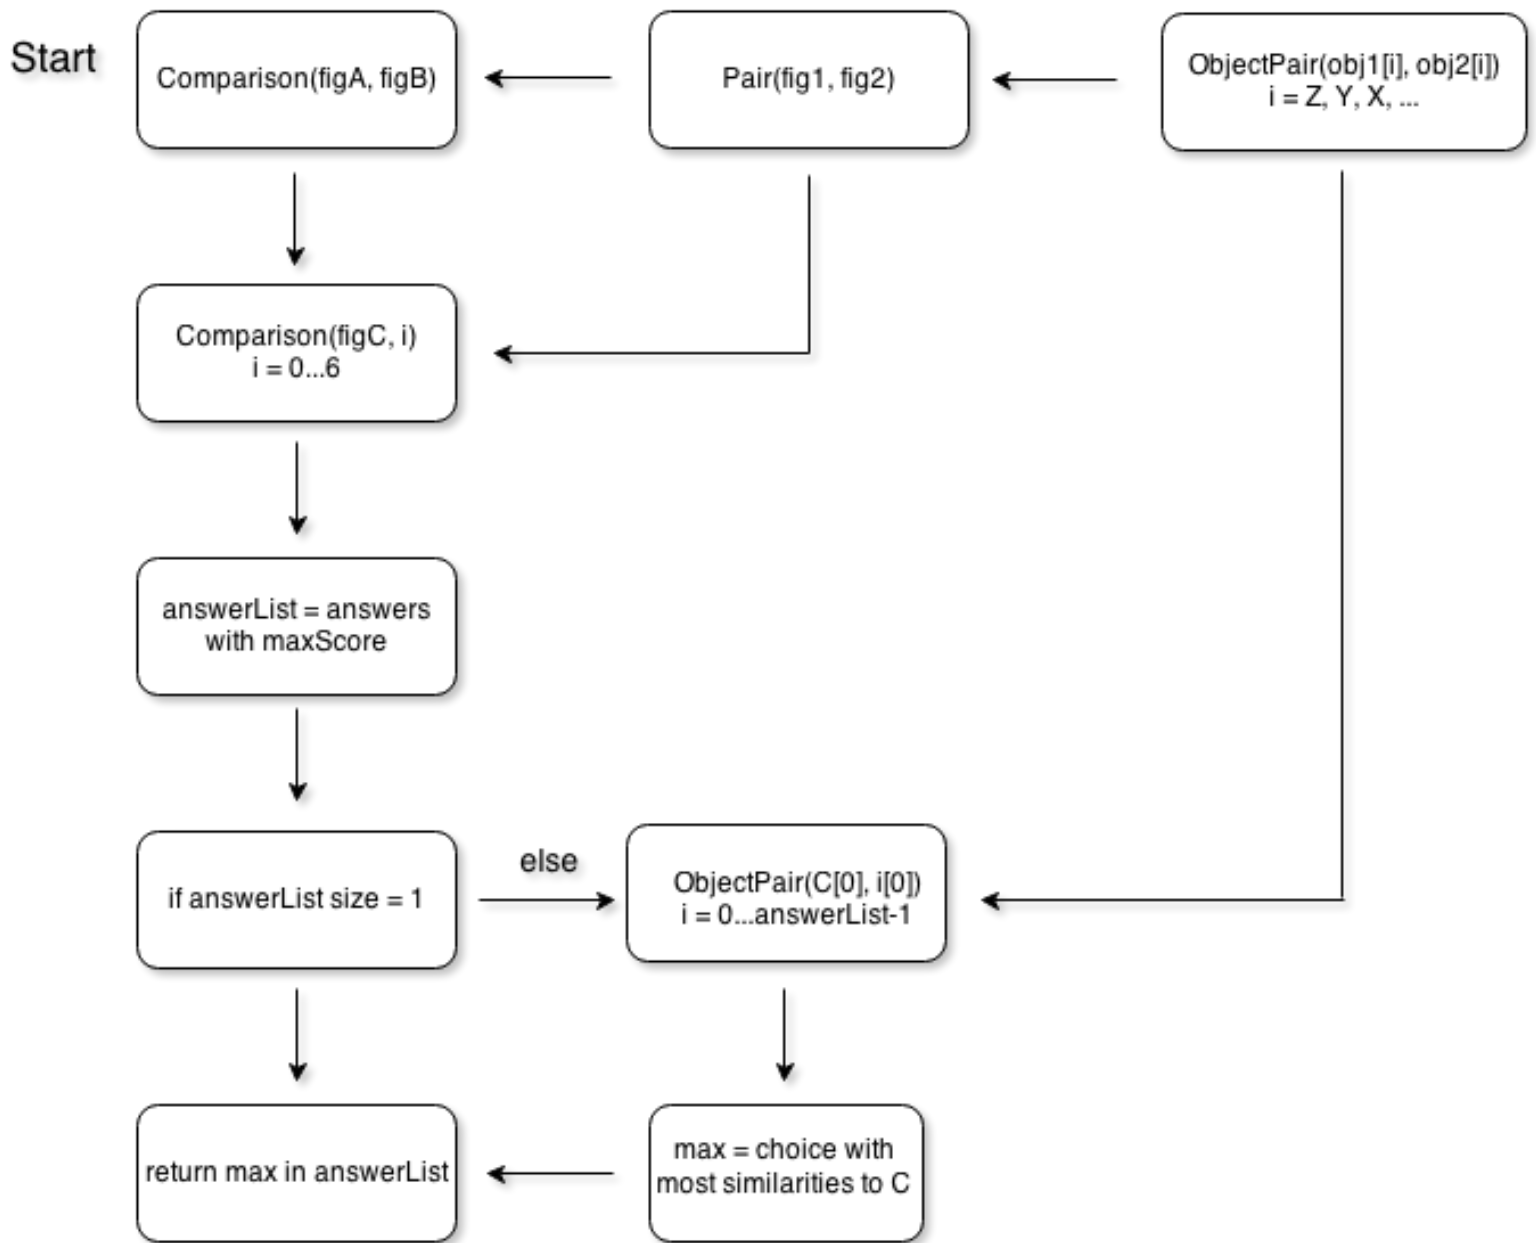 Start
Comparison(figA, figB)
Pair(fig1, fig2)
ObjectPair(obj1[i], obj2[i])
i = Z, Y, X, ...
Comparison(figC, i)
i = 0...6
answerList = answers
with maxScore
if answerList size = 1
else
ObjectPair(C[0], i[0])
i = 0...answerList-1
return max in answerList
max = choice with
most similarities to C